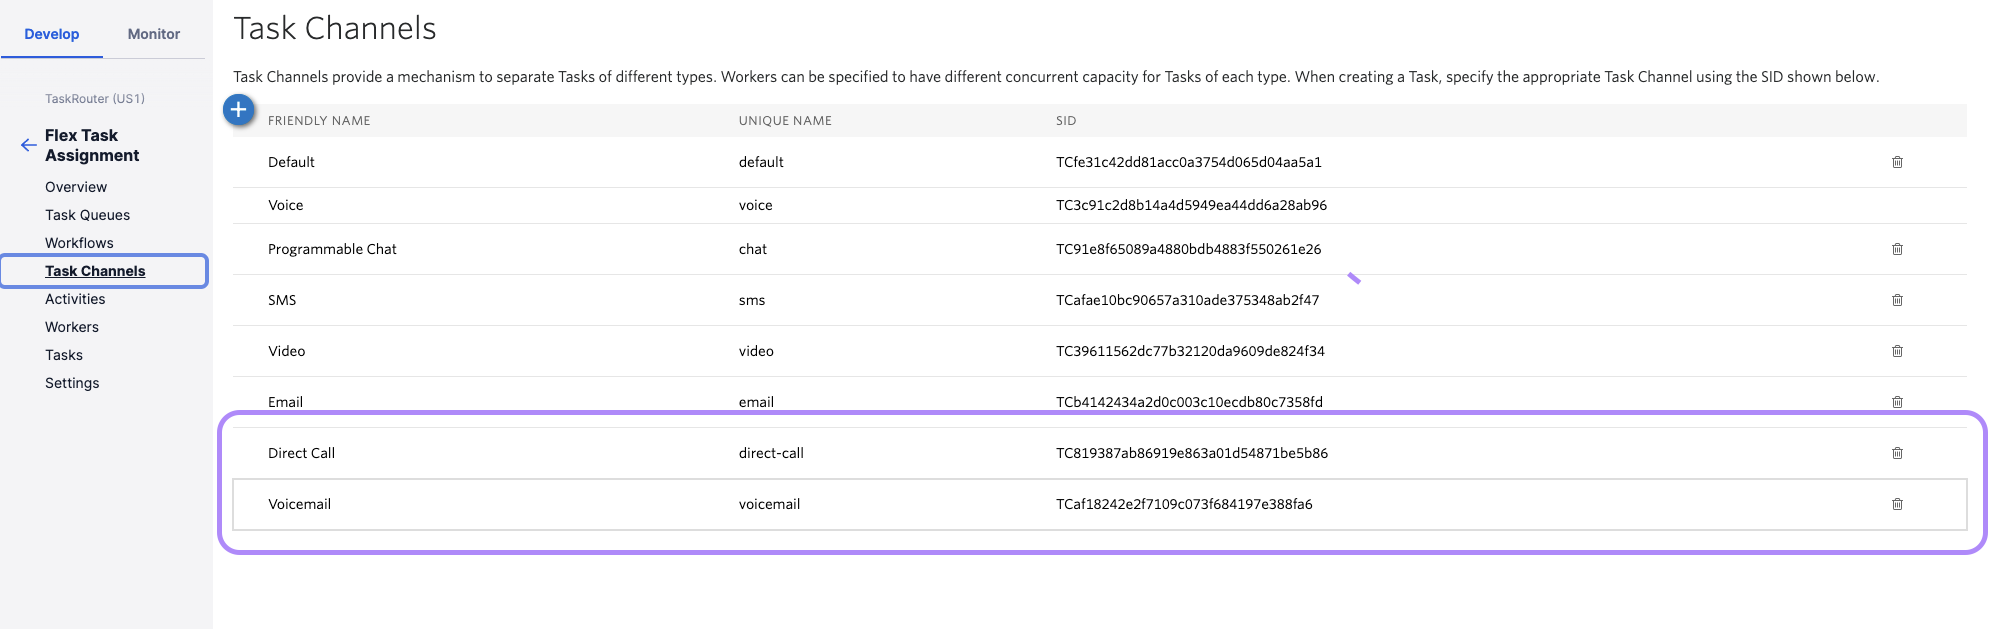 Develop
Monitor
TaskRouter (US1)
Flex Task
Assignment
Overview
Task Queues
Workflows
Task Channels
Activities
Workers
Tasks
Settings
Task Channels
Task Channels provide a mechanism to separate Tasks of different types. Workers can be specified to have different concurrent capacity for Tasks of each type. When creating a Task, specify the appropriate Task Channel using the SID shown below.
FRIENDLY NAME UNIQUE NAME SID
Default default TCfe31c42dd81acc0a3754d065d04aa5a1
Voice voice TC3c91c2d8b14a4d5949ea44dd6a28ab96
Programmable Chat chat TC91e8f65089a4880bdb4883f550261e26
SMS sms TCafae10bc90657a310ade375348ab2f47
Video video TC39611562dc77b32120da9609de824f34
Email email TCb4142434a2d0c003c10ecdb80c7358fd
Direct Call direct-call TC819387ab86919e863a01d54871be5b86
Voicemail voicemail TCaf18242e2f7109c073f684197e388fa6